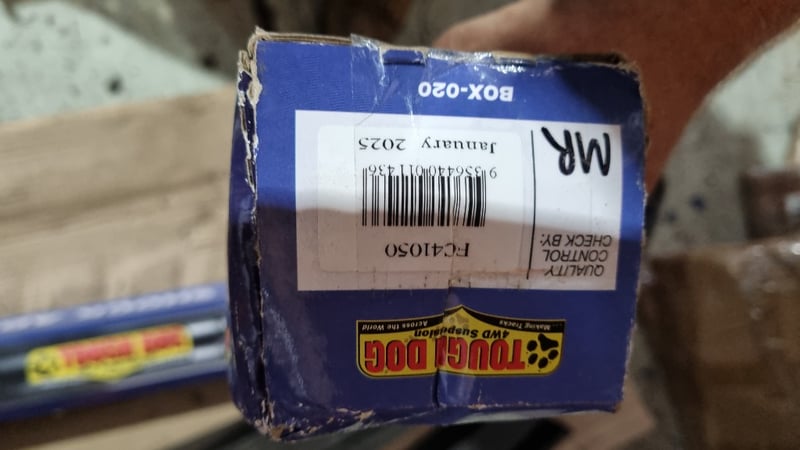 TOUGH DOG
4WD Suspension
Making Tracks Across the World
QUALITY
CONTROL
CHECK BY:
MR
FC41050
9 356440 011436
January 2025
BOX-020